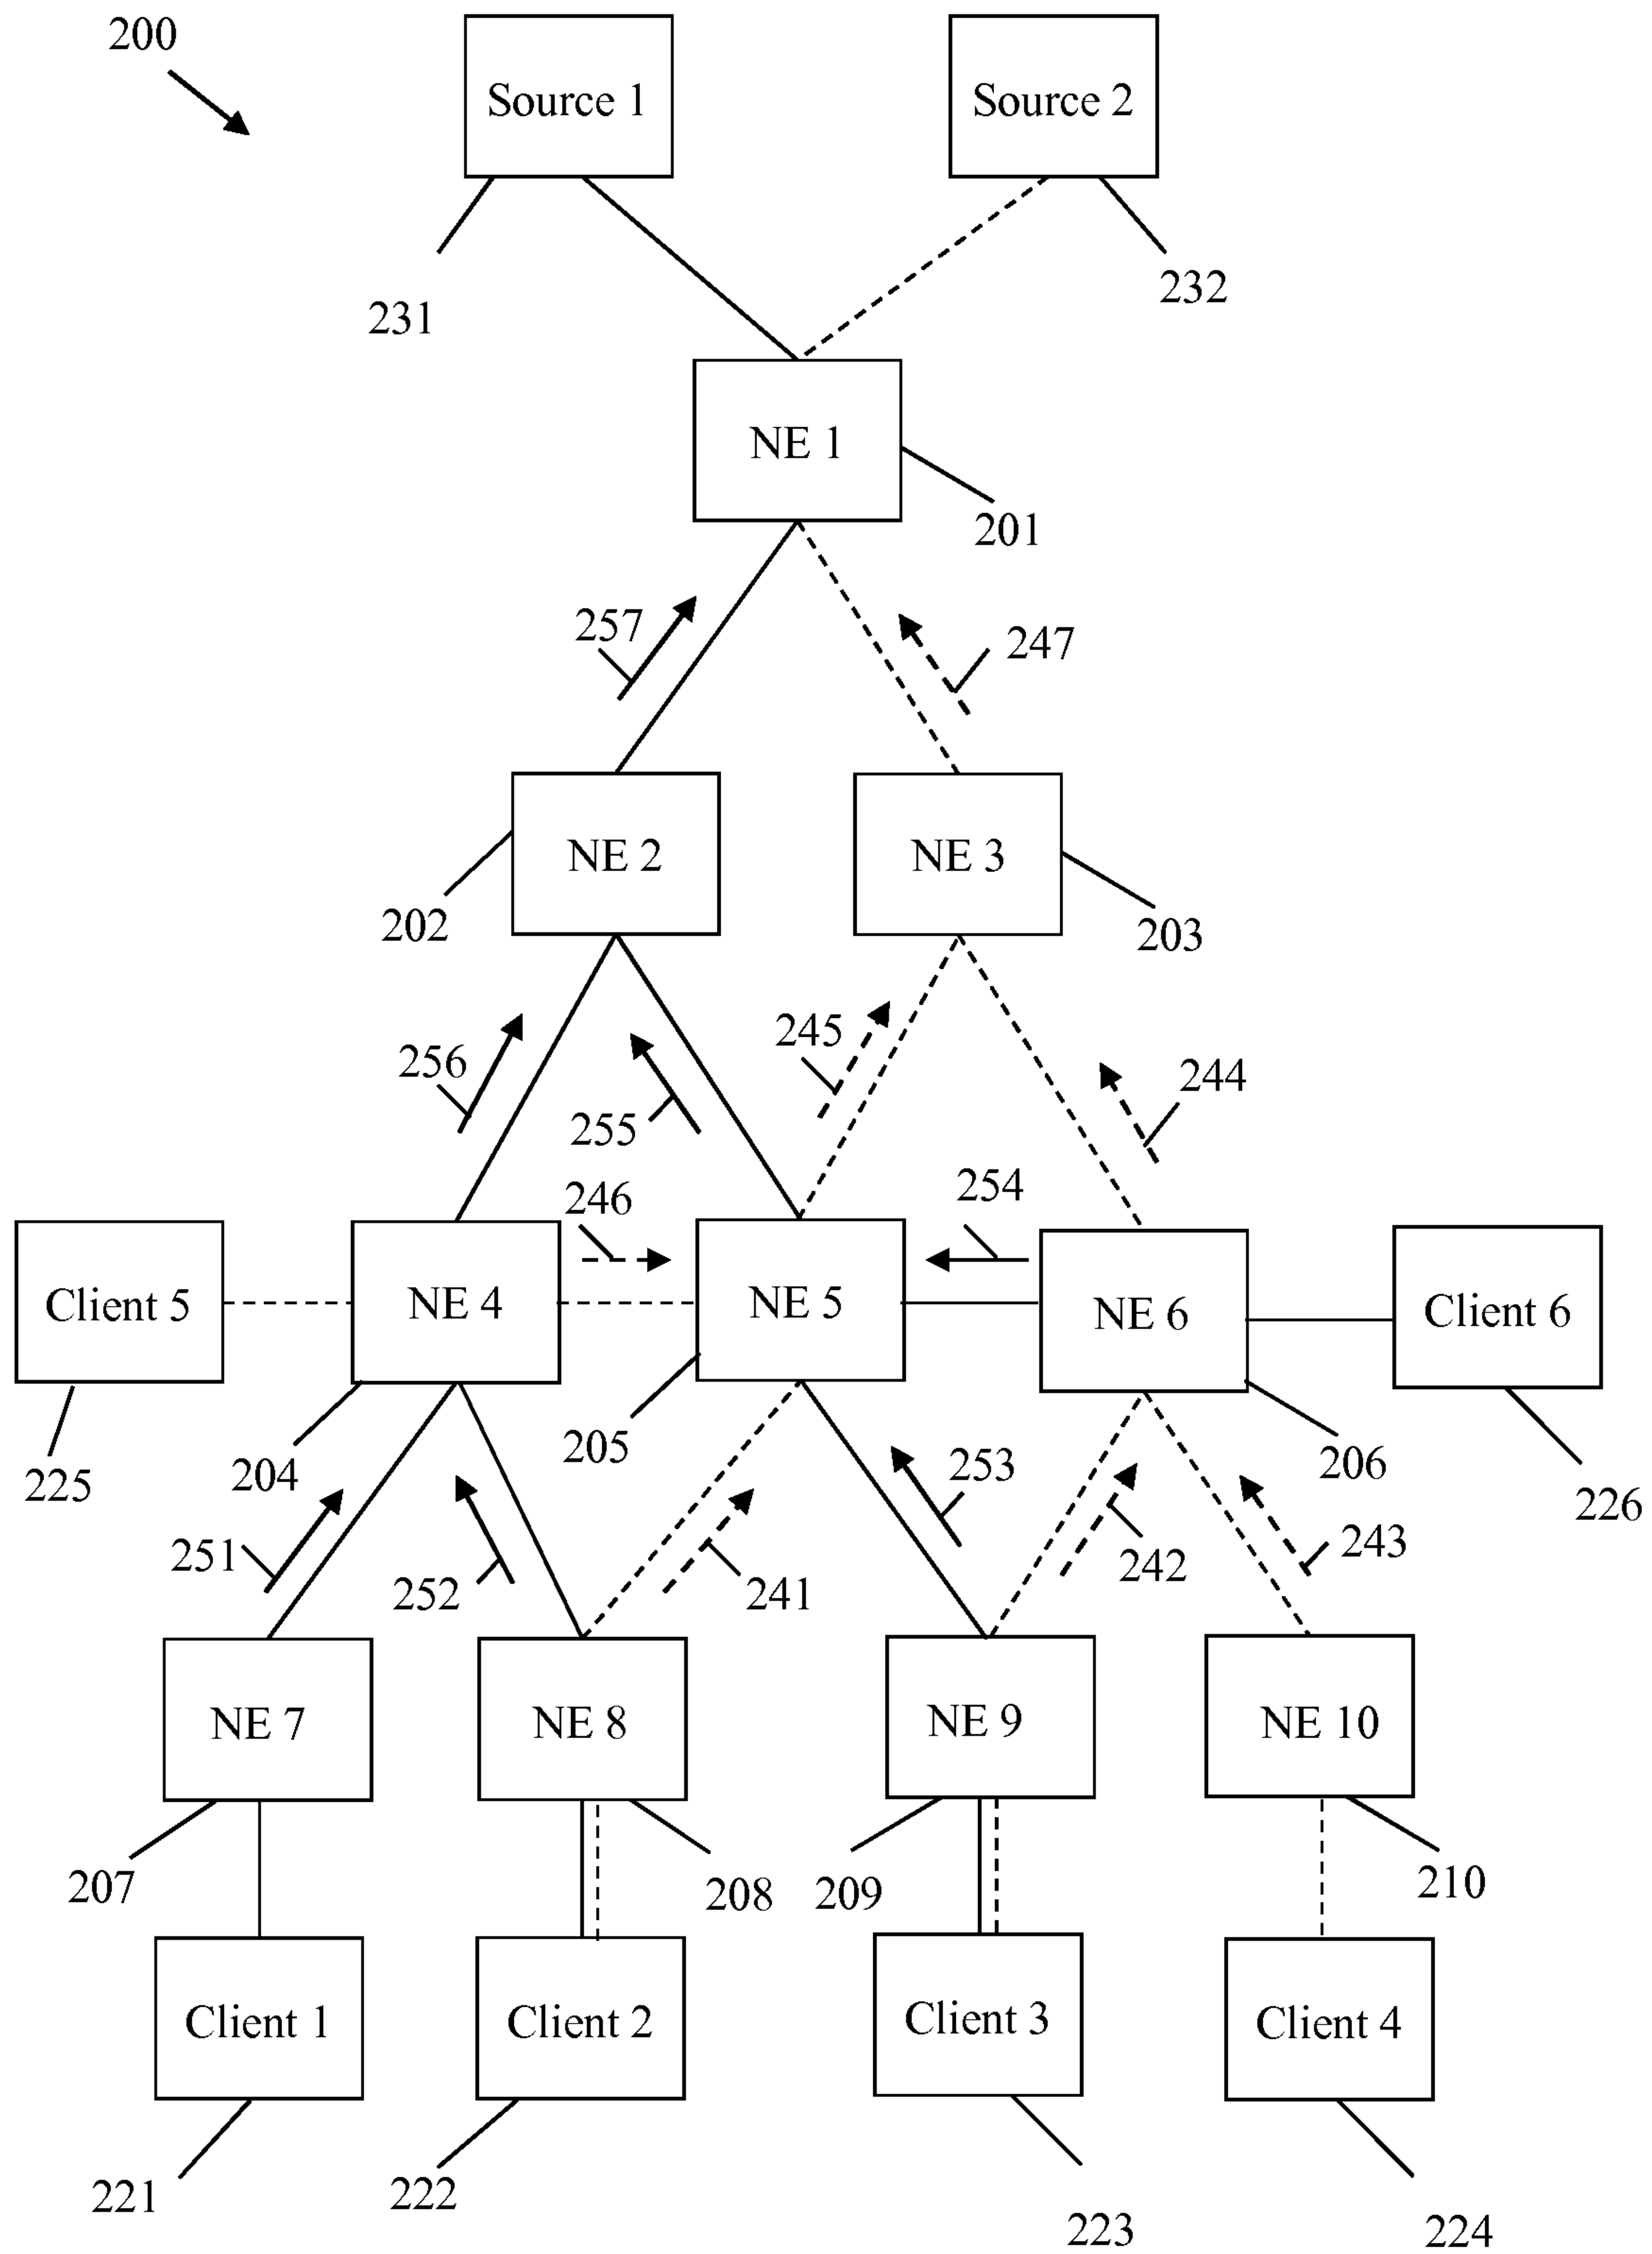 200
Source 1
Source 2
231
232
NE 1
201
257
247
NE 2
NE 3
202
203
256
255
245
244
246
254
Client 5
NE 4
NE 5
NE 6
Client 6
225
204
205
206
226
251
252
241
253
242
243
NE 7
NE 8
NE 9
NE 10
207
208
209
210
Client 1
Client 2
Client 3
Client 4
221
222
223
224